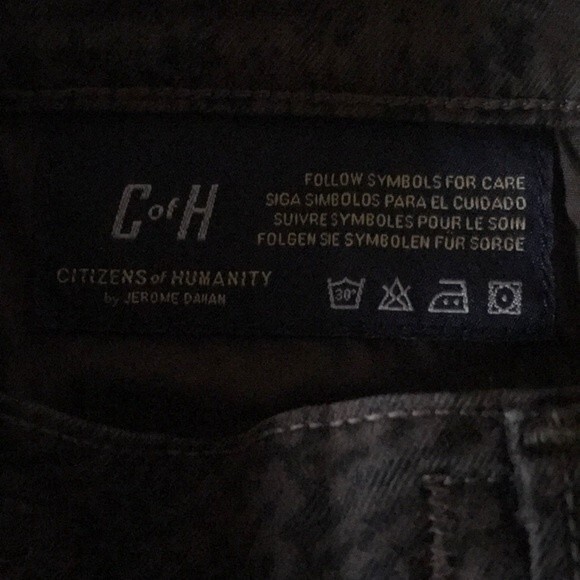 C of H
CITIZENS of HUMANITY
by JEROME DAHAN
FOLLOW SYMBOLS FOR CARE
SIGA SIMBOLOS PARA EL CUIDADO
SUIVRE SYMBOLES POUR LE SOIN
FOLGEN SIE SYMBOLEN FUR SORGE
30°